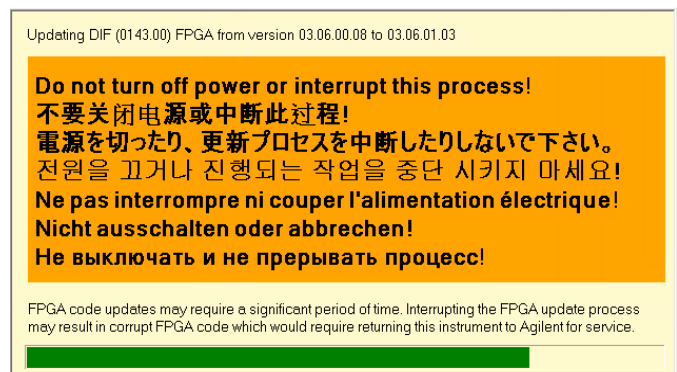 Updating DIF (0143.00) FPGA from version 03.06.00.08 to 03.06.01.03
Do not turn off power or interrupt this process!
不要关闭电源或中断此过程!
電源を切ったり、更新プロセスを中断したりしないで下さい。
전원을 끄거나 진행되는 작업을 중단 시키지 마세요!
Ne pas interrompre ni couper l'alimentation électrique!
Nicht ausschalten oder abbrechen!
Не выключать и не прерывать процесс!
FPGA code updates may require a significant period of time. Interrupting the FPGA update process
may result in corrupt FPGA code which would require returning this instrument to Agilent for service.